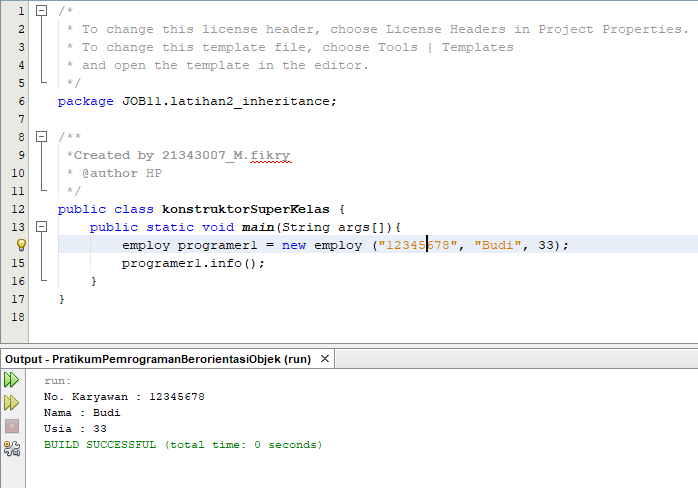 1 /*
2 * To change this license header, choose License Headers in Project Properties.
3 * To change this template file, choose Tools | Templates
4 * and open the template in the editor.
5 */
6 package JOB11.latihan2_inheritance;
7
8 /**
9 *Created by 21343007_M.fikry
10 * @author HP
11 */
12 public class konstruktorSuperKelas {
13 public static void main(String args[]){
employ programer1 = new employ ("12345678", "Budi", 33);
15 programer1.info();
16 }
17 }
18
Output - PratikumPemrogramanBerorientasiObjek (run) ×
run:
No. Karyawan : 12345678
Nama : Budi
Usia : 33
BUILD SUCCESSFUL (total time: 0 seconds)